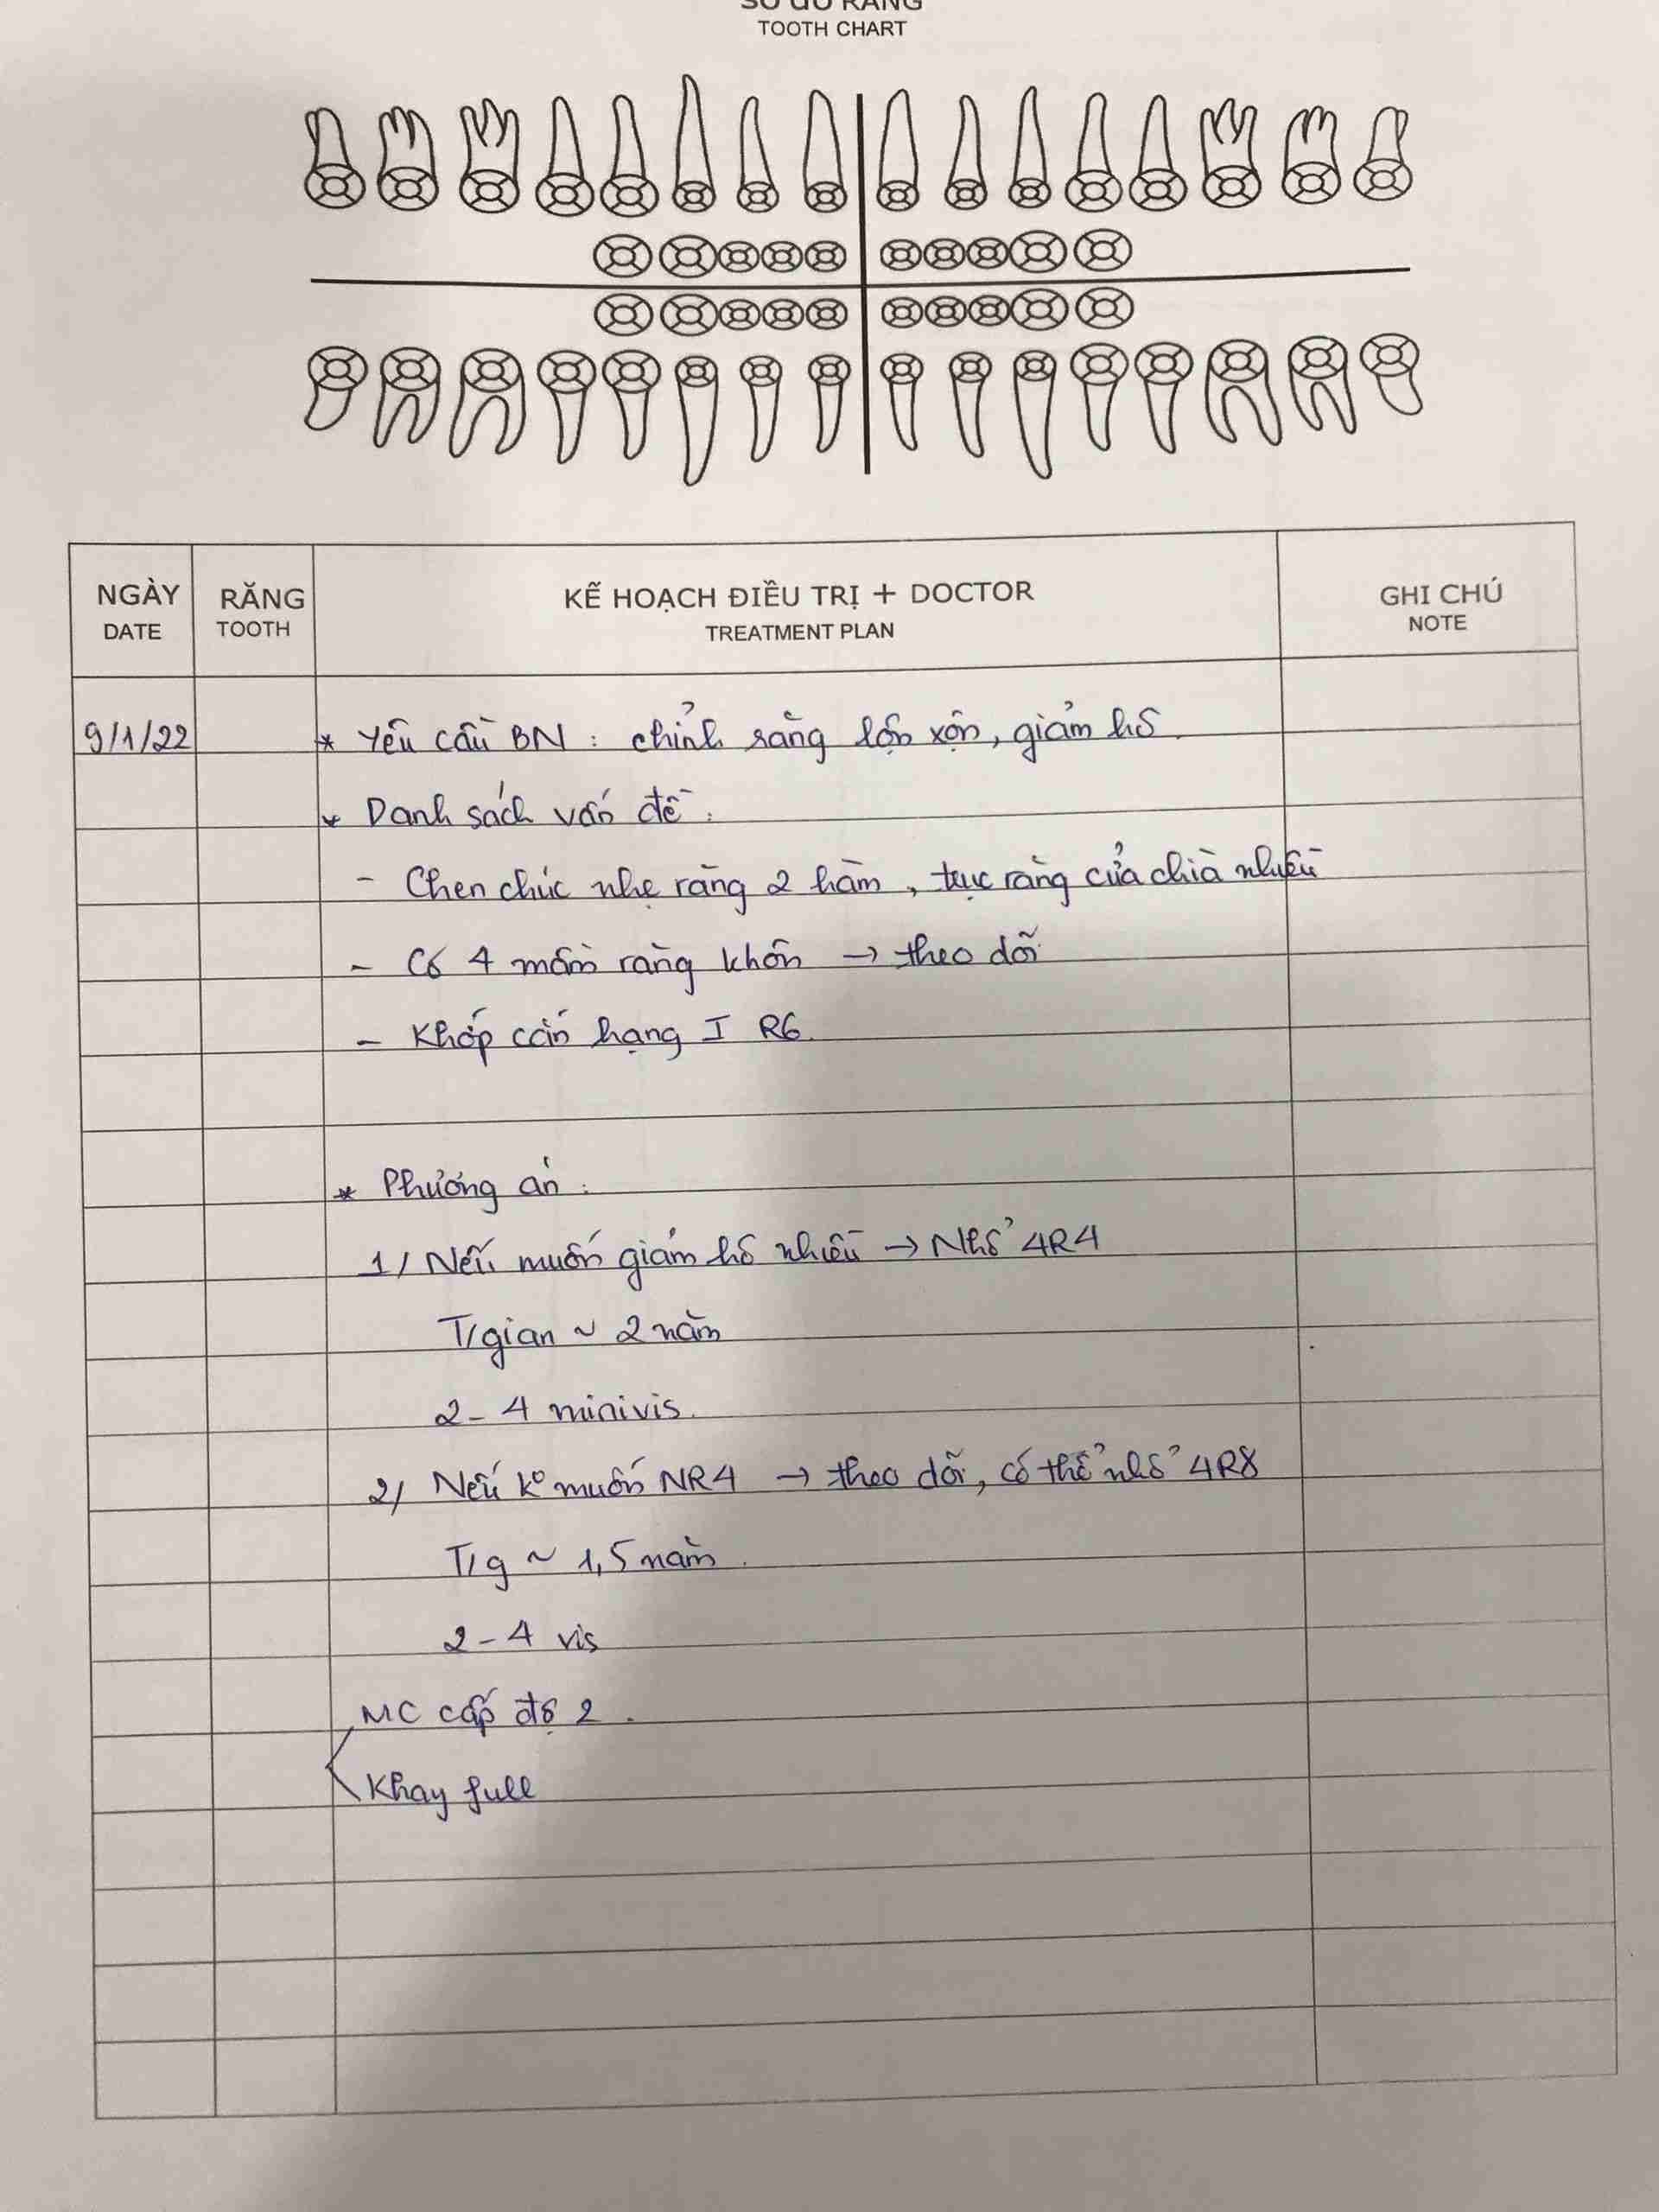 SƠ ĐỒ RĂNG
TOOTH CHART
NGÀY
DATE
RĂNG
TOOTH
KẾ HOẠCH ĐIỀU TRỊ + DOCTOR
TREATMENT PLAN
GHI CHÚ
NOTE
9/1/22
* Yêu cầu BN : chỉnh răng lộn xộn, giảm hô.
* Danh sách vấn đề :
- Chen chúc nhẹ răng 2 hàm, trục răng cửa chìa nhiều
- Có 4 mầm răng khôn → theo dõi
- Khớp cắn hạng I R6.
* Phương án :
1/ Nếu muốn giảm hô nhiều → Nhổ 4R4
T/gian ~ 2 năm
2 - 4 minivis.
2/ Nếu kº muốn NR4 → theo dõi, có thể nhổ 4R8
T/g ~ 1,5 năm.
2 - 4 vis
MC cấp độ 2.
Khay full